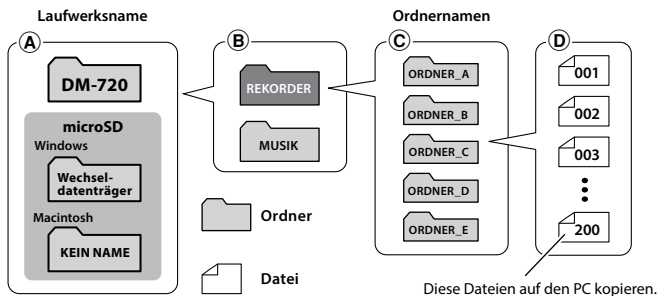 Laufwerksname
Ordnernamen
A
B
C
D
DM-720
microSD
Windows
Wechsel-
datenträger
Macintosh
KEIN NAME
REKORDER
MUSIK
Ordner
Datei
ORDNER_A
ORDNER_B
ORDNER_C
ORDNER_D
ORDNER_E
001
002
003
200
Diese Dateien auf den PC kopieren.